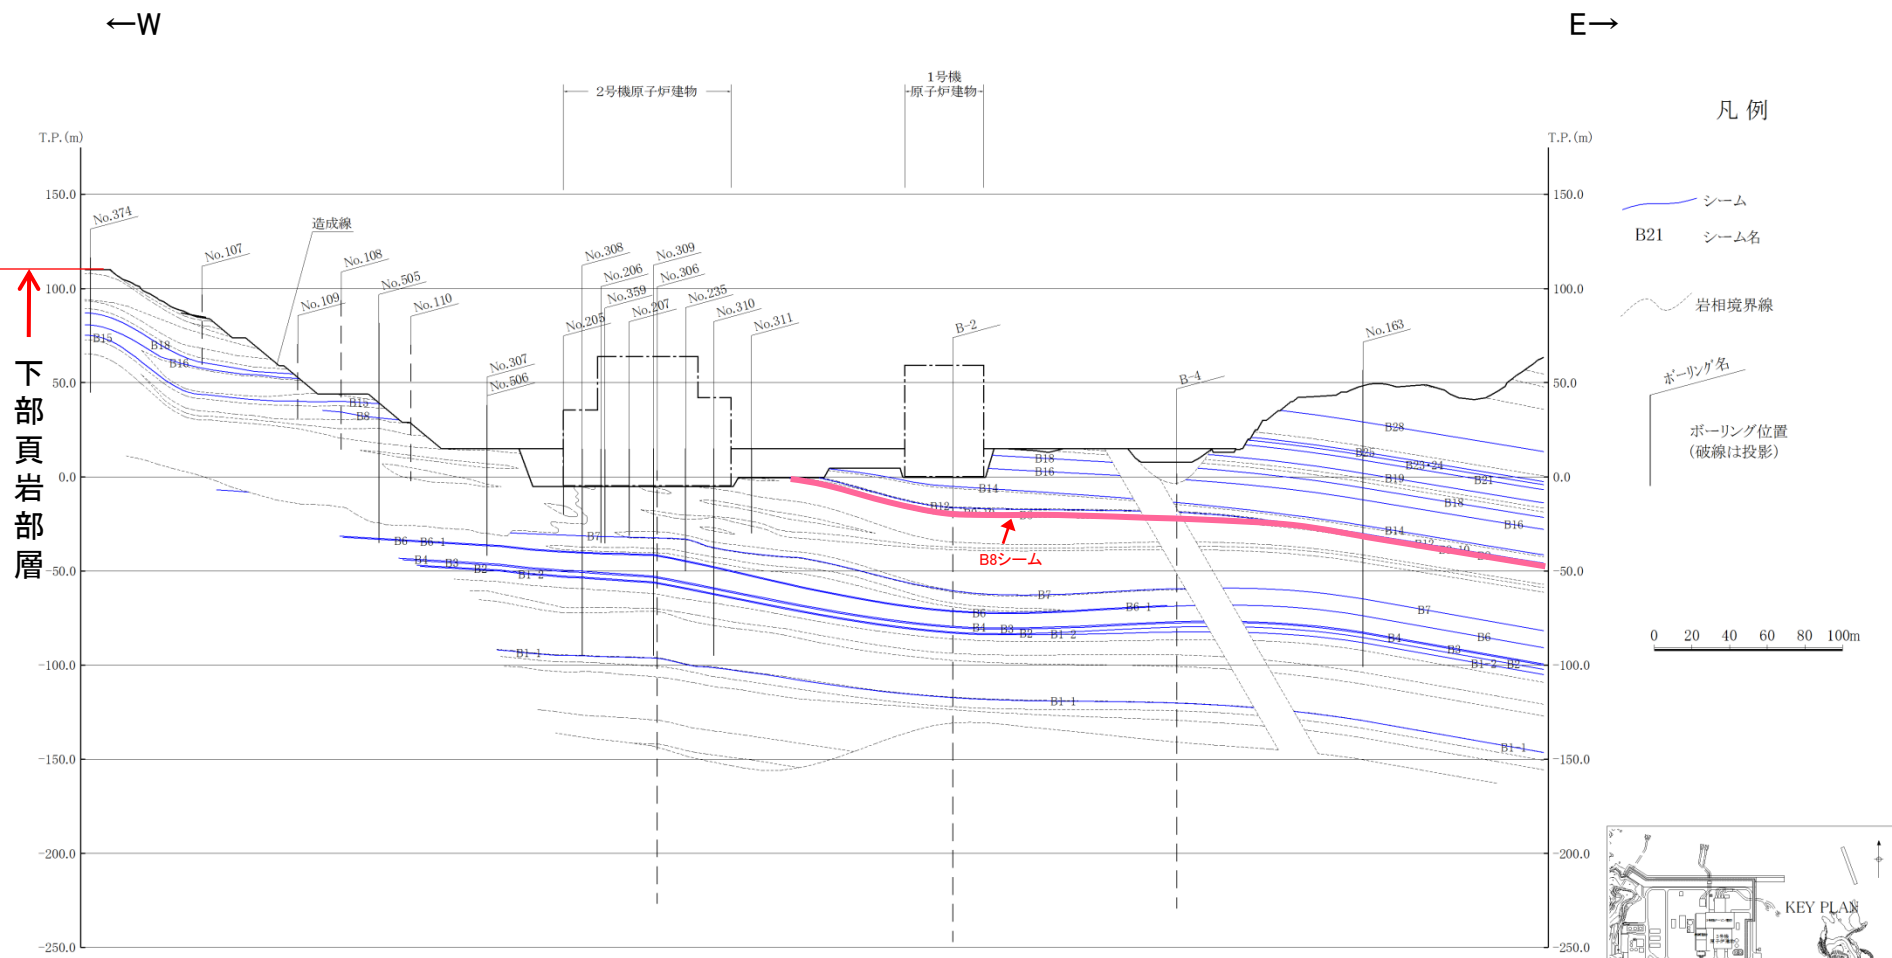 ←W
E→
1号機
原子炉建物
2号機原子炉建物
凡 例
T.P.(m)
T.P.(m)
150.0
100.0
50.0
0.0
-50.0
-100.0
-150.0
-200.0
-250.0
150.0
100.0
50.0
0.0
-50.0
-100.0
-150.0
-200.0
-250.0
下部頁岩部層
No.374
No.107
造成線
No.108
No.505
No.109
No.110
No.307
No.506
No.308
No.206
No.359
No.205
No.207
No.309
No.306
No.235
No.310
No.311
B-2
B-4
No.163
B15
B18
B16
B15
B8
B6
B6-1
B4
B3
B2
B1-2
B1-1
B7
B18
B16
B14
B12
B8シーム
B7
B6
B6-1
B4
B3
B2
B1-2
B1-1
B28
B25
B23・24
B21
B19
B18
B16
B14
B12
B7
B6
B4
B3
B2
B1-2
B1-1
シーム
B21
シーム名
岩相境界線
ボーリング名
ボーリング位置
(破線は投影)
0 20 40 60 80 100m
KEY PLAN